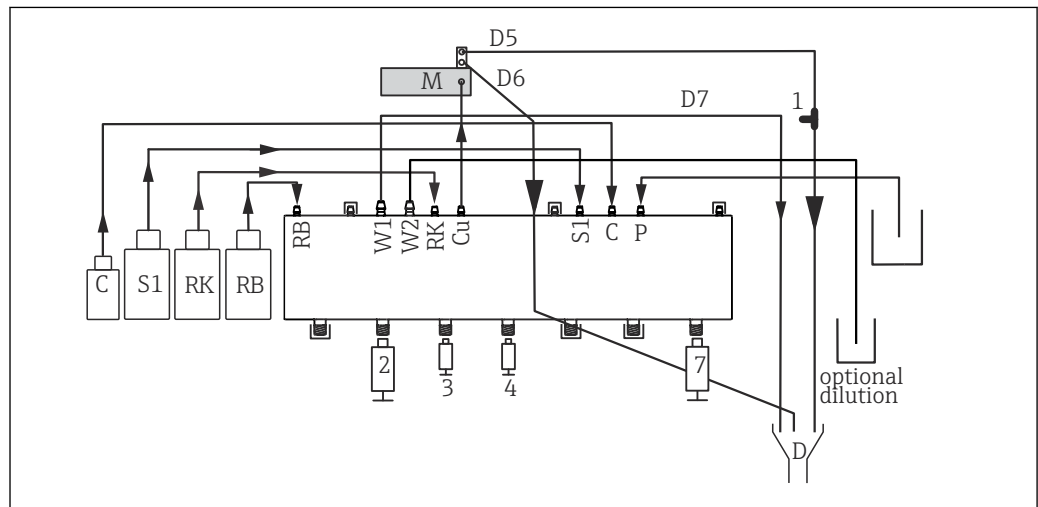 D5
M
D6
D7
1
RB
W1
W2
RK
Cu
S1
C
P
C
S1
RK
RB
2
3
4
7
optional
dilution
D